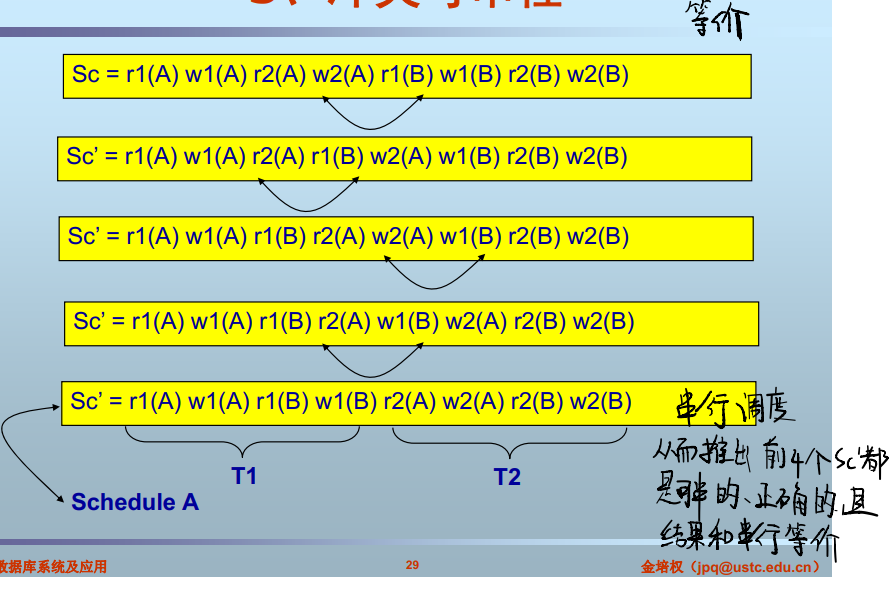 等价
Sc = r1(A) w1(A) r2(A) w2(A) r1(B) w1(B) r2(B) w2(B)
Sc’ = r1(A) w1(A) r2(A) r1(B) w2(A) w1(B) r2(B) w2(B)
Sc’ = r1(A) w1(A) r1(B) r2(A) w2(A) w1(B) r2(B) w2(B)
Sc’ = r1(A) w1(A) r1(B) r2(A) w1(B) w2(A) r2(B) w2(B)
Sc’ = r1(A) w1(A) r1(B) w1(B) r2(A) w2(A) r2(B) w2(B)
串行调度
从而推出前4个Sc都
T1
T2
是可串的、正确的,且
Schedule A
结果和串行等价
数据库系统及应用
29
金培权（jpq@ustc.edu.cn）